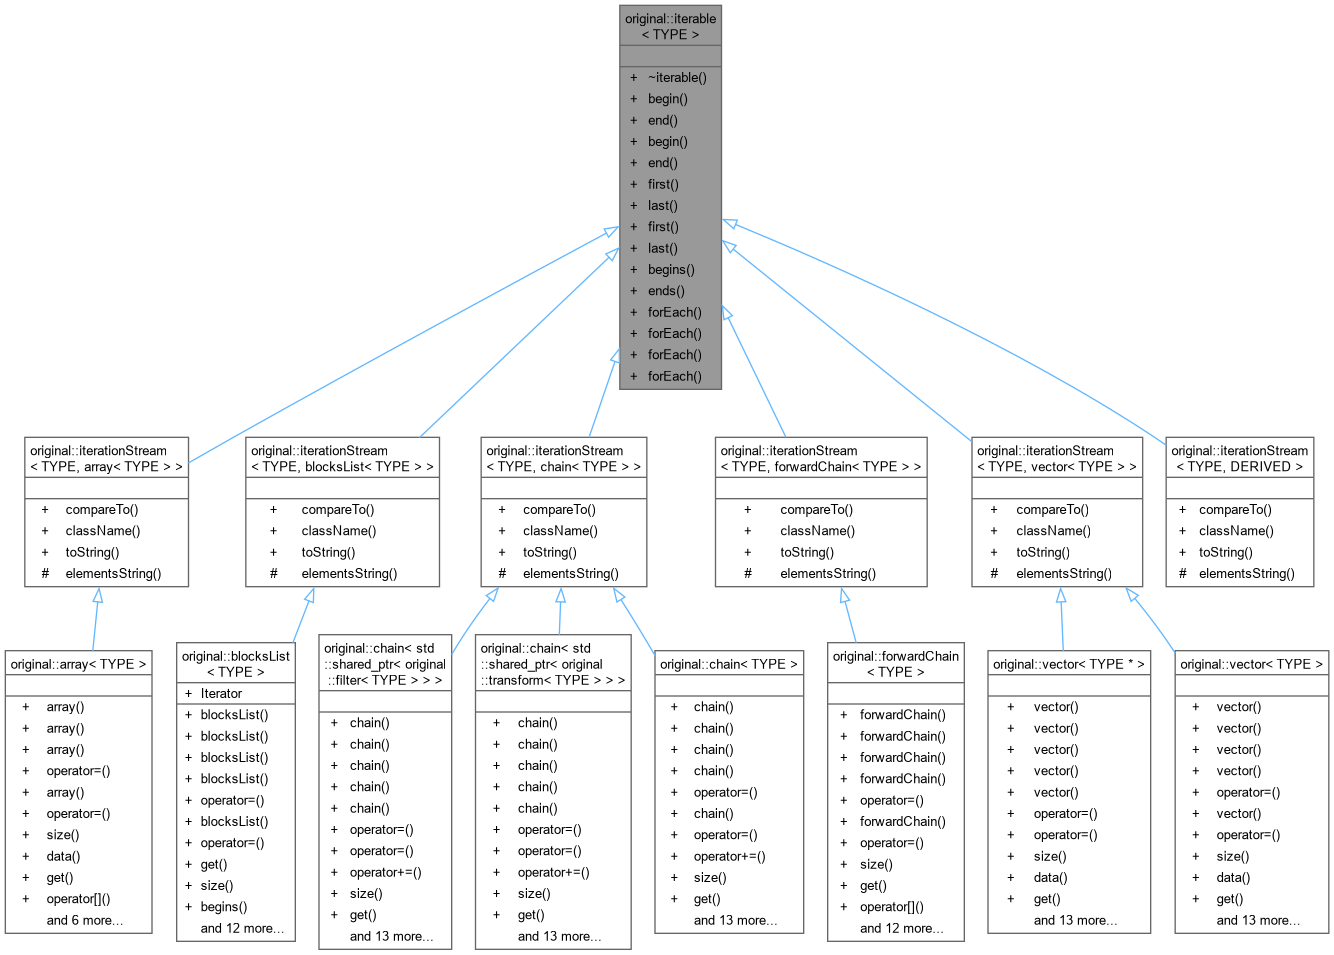 original::iterable
< TYPE >
+ ~iterable()
+ begin()
+ end()
+ begin()
+ end()
+ first()
+ last()
+ first()
+ last()
+ begins()
+ ends()
+ forEach()
+ forEach()
+ forEach()
+ forEach()
original::iterationStream
< TYPE, array< TYPE > >
+ compareTo()
+ className()
+ toString()
# elementsString()
original::iterationStream
< TYPE, blocksList< TYPE > >
+ compareTo()
+ className()
+ toString()
# elementsString()
original::iterationStream
< TYPE, chain< TYPE > >
+ compareTo()
+ className()
+ toString()
# elementsString()
original::iterationStream
< TYPE, forwardChain< TYPE > >
+ compareTo()
+ className()
+ toString()
# elementsString()
original::iterationStream
< TYPE, vector< TYPE > >
+ compareTo()
+ className()
+ toString()
# elementsString()
original::iterationStream
< TYPE, DERIVED >
+ compareTo()
+ className()
+ toString()
# elementsString()
original::array< TYPE >
+ array()
+ array()
+ array()
+ operator=()
+ array()
+ operator=()
+ size()
+ data()
+ get()
+ operator[]()
and 6 more...
original::blocksList
< TYPE >
+ Iterator
+ blocksList()
+ blocksList()
+ blocksList()
+ blocksList()
+ operator=()
+ blocksList()
+ operator=()
+ get()
+ size()
+ begins()
and 12 more...
original::chain< std
::shared_ptr< original
::filter< TYPE > > >
+ chain()
+ chain()
+ chain()
+ chain()
+ chain()
+ operator=()
+ operator=()
+ operator+=()
+ size()
+ get()
and 13 more...
original::chain< std
::shared_ptr< original
::transform< TYPE > > >
+ chain()
+ chain()
+ chain()
+ chain()
+ chain()
+ operator=()
+ operator=()
+ operator+=()
+ size()
+ get()
and 13 more...
original::chain< TYPE >
+ chain()
+ chain()
+ chain()
+ chain()
+ operator=()
+ chain()
+ operator=()
+ operator+=()
+ size()
+ get()
and 13 more...
original::forwardChain
< TYPE >
+ forwardChain()
+ forwardChain()
+ forwardChain()
+ forwardChain()
+ operator=()
+ forwardChain()
+ operator=()
+ size()
+ get()
+ operator[]()
and 12 more...
original::vector< TYPE * >
+ vector()
+ vector()
+ vector()
+ vector()
+ vector()
+ operator=()
+ operator=()
+ size()
+ data()
+ get()
and 13 more...
original::vector< TYPE >
+ vector()
+ vector()
+ vector()
+ vector()
+ operator=()
+ vector()
+ operator=()
+ size()
+ data()
+ get()
and 13 more...